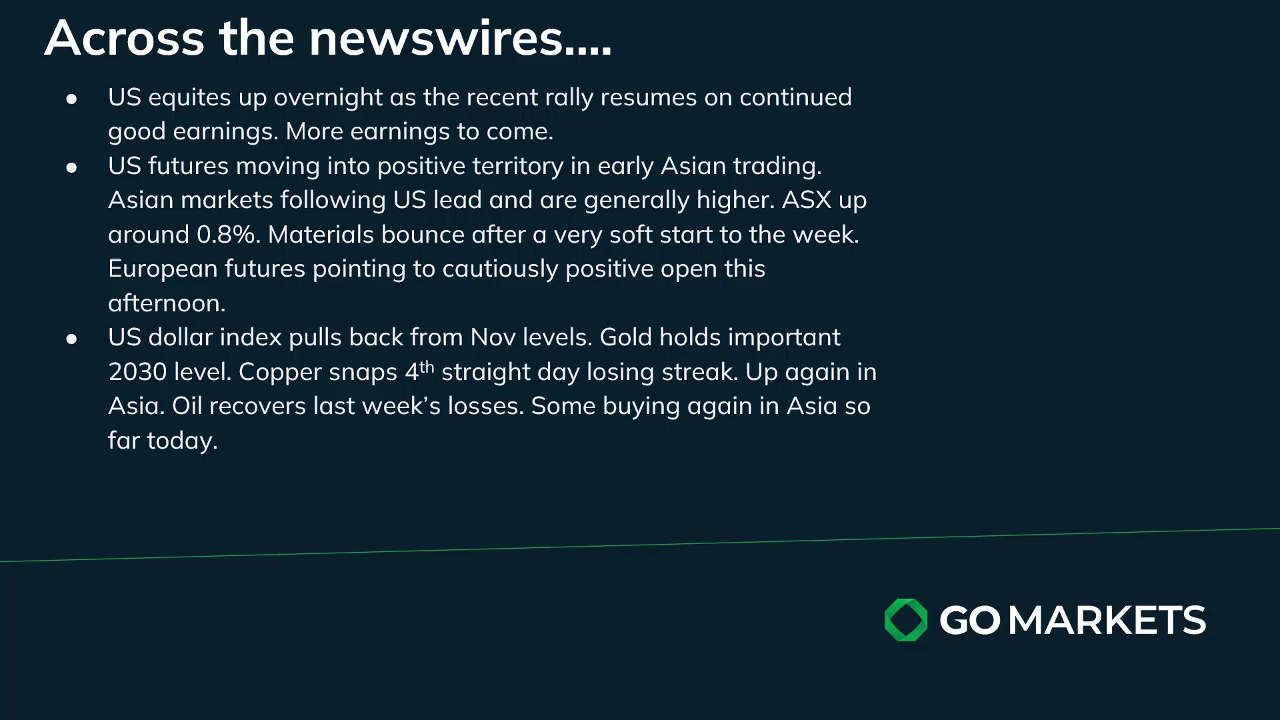 Across the newswires....
● US equites up overnight as the recent rally resumes on continued
good earnings. More earnings to come.
● US futures moving into positive territory in early Asian trading.
Asian markets following US lead and are generally higher. ASX up
around 0.8%. Materials bounce after a very soft start to the week.
European futures pointing to cautiously positive open this
afternoon.
● US dollar index pulls back from Nov levels. Gold holds important
2030 level. Copper snaps 4th straight day losing streak. Up again in
Asia. Oil recovers last week’s losses. Some buying again in Asia so
far today.
GO MARKETS